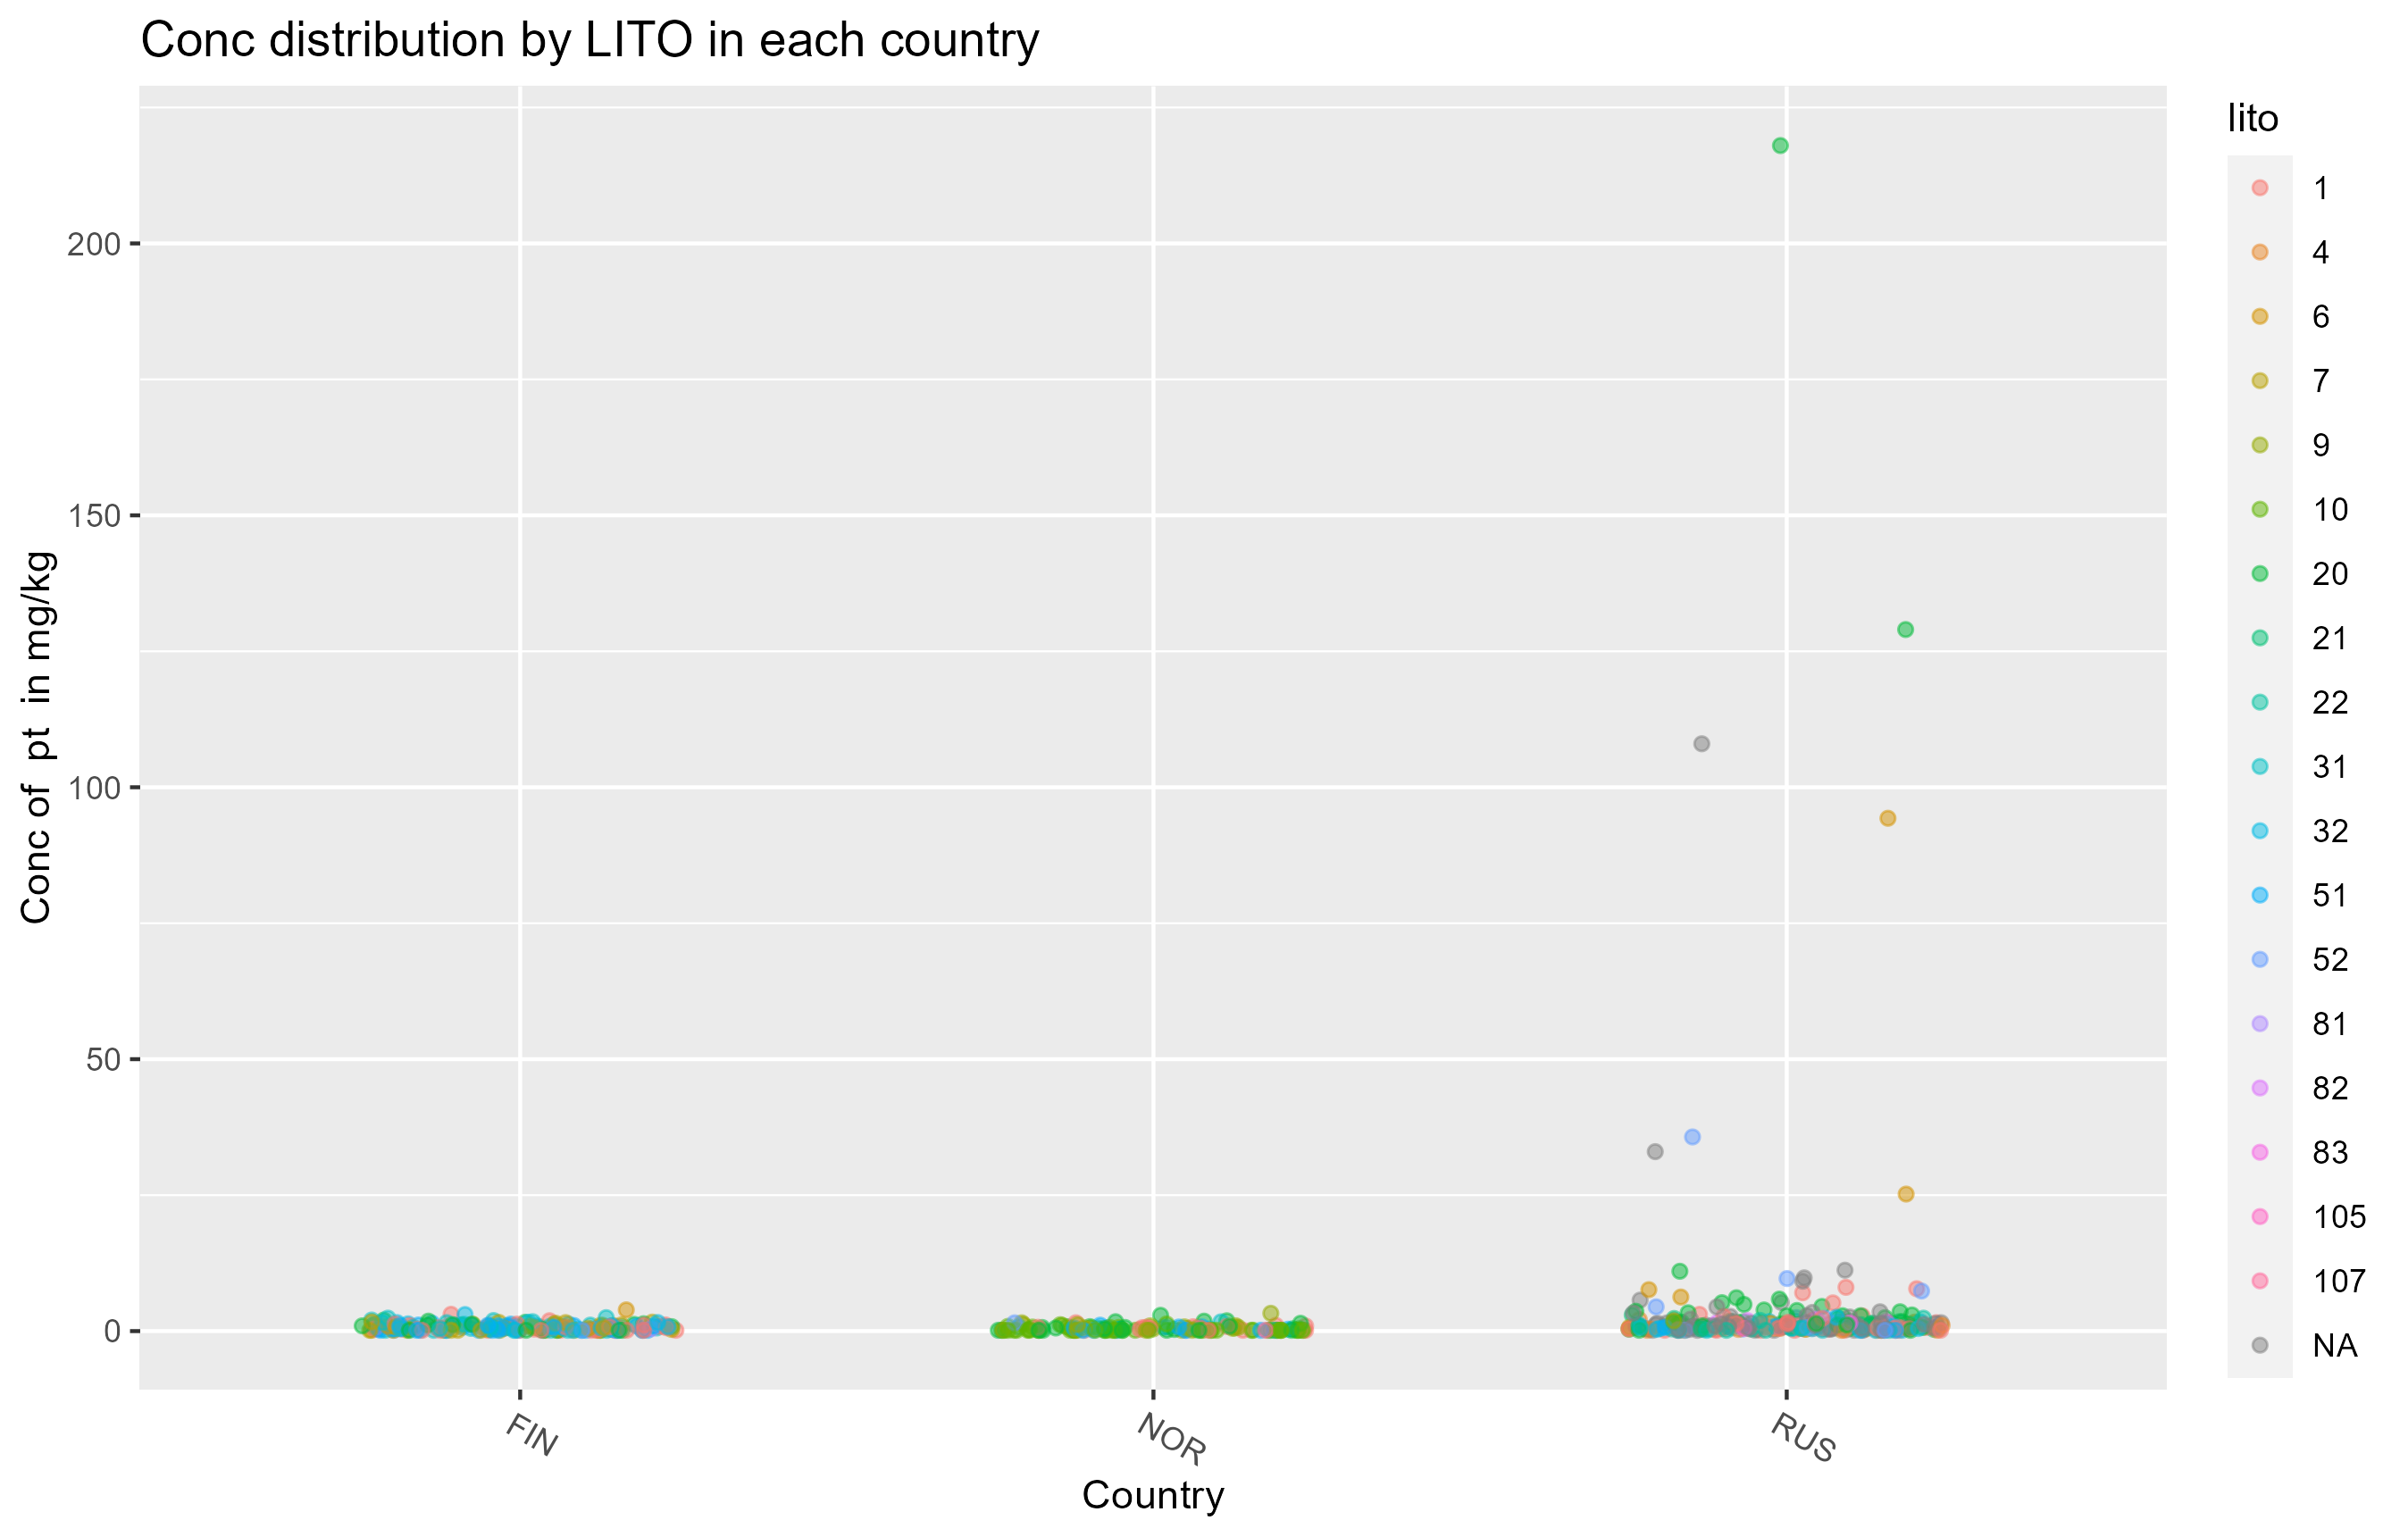 Conc distribution by LITO in each country
Conc of  pt  in mg/kg
200
150
100
50
0
FIN
NOR
RUS
Country
lito
1
4
6
7
9
10
20
21
22
31
32
51
52
81
82
83
105
107
NA